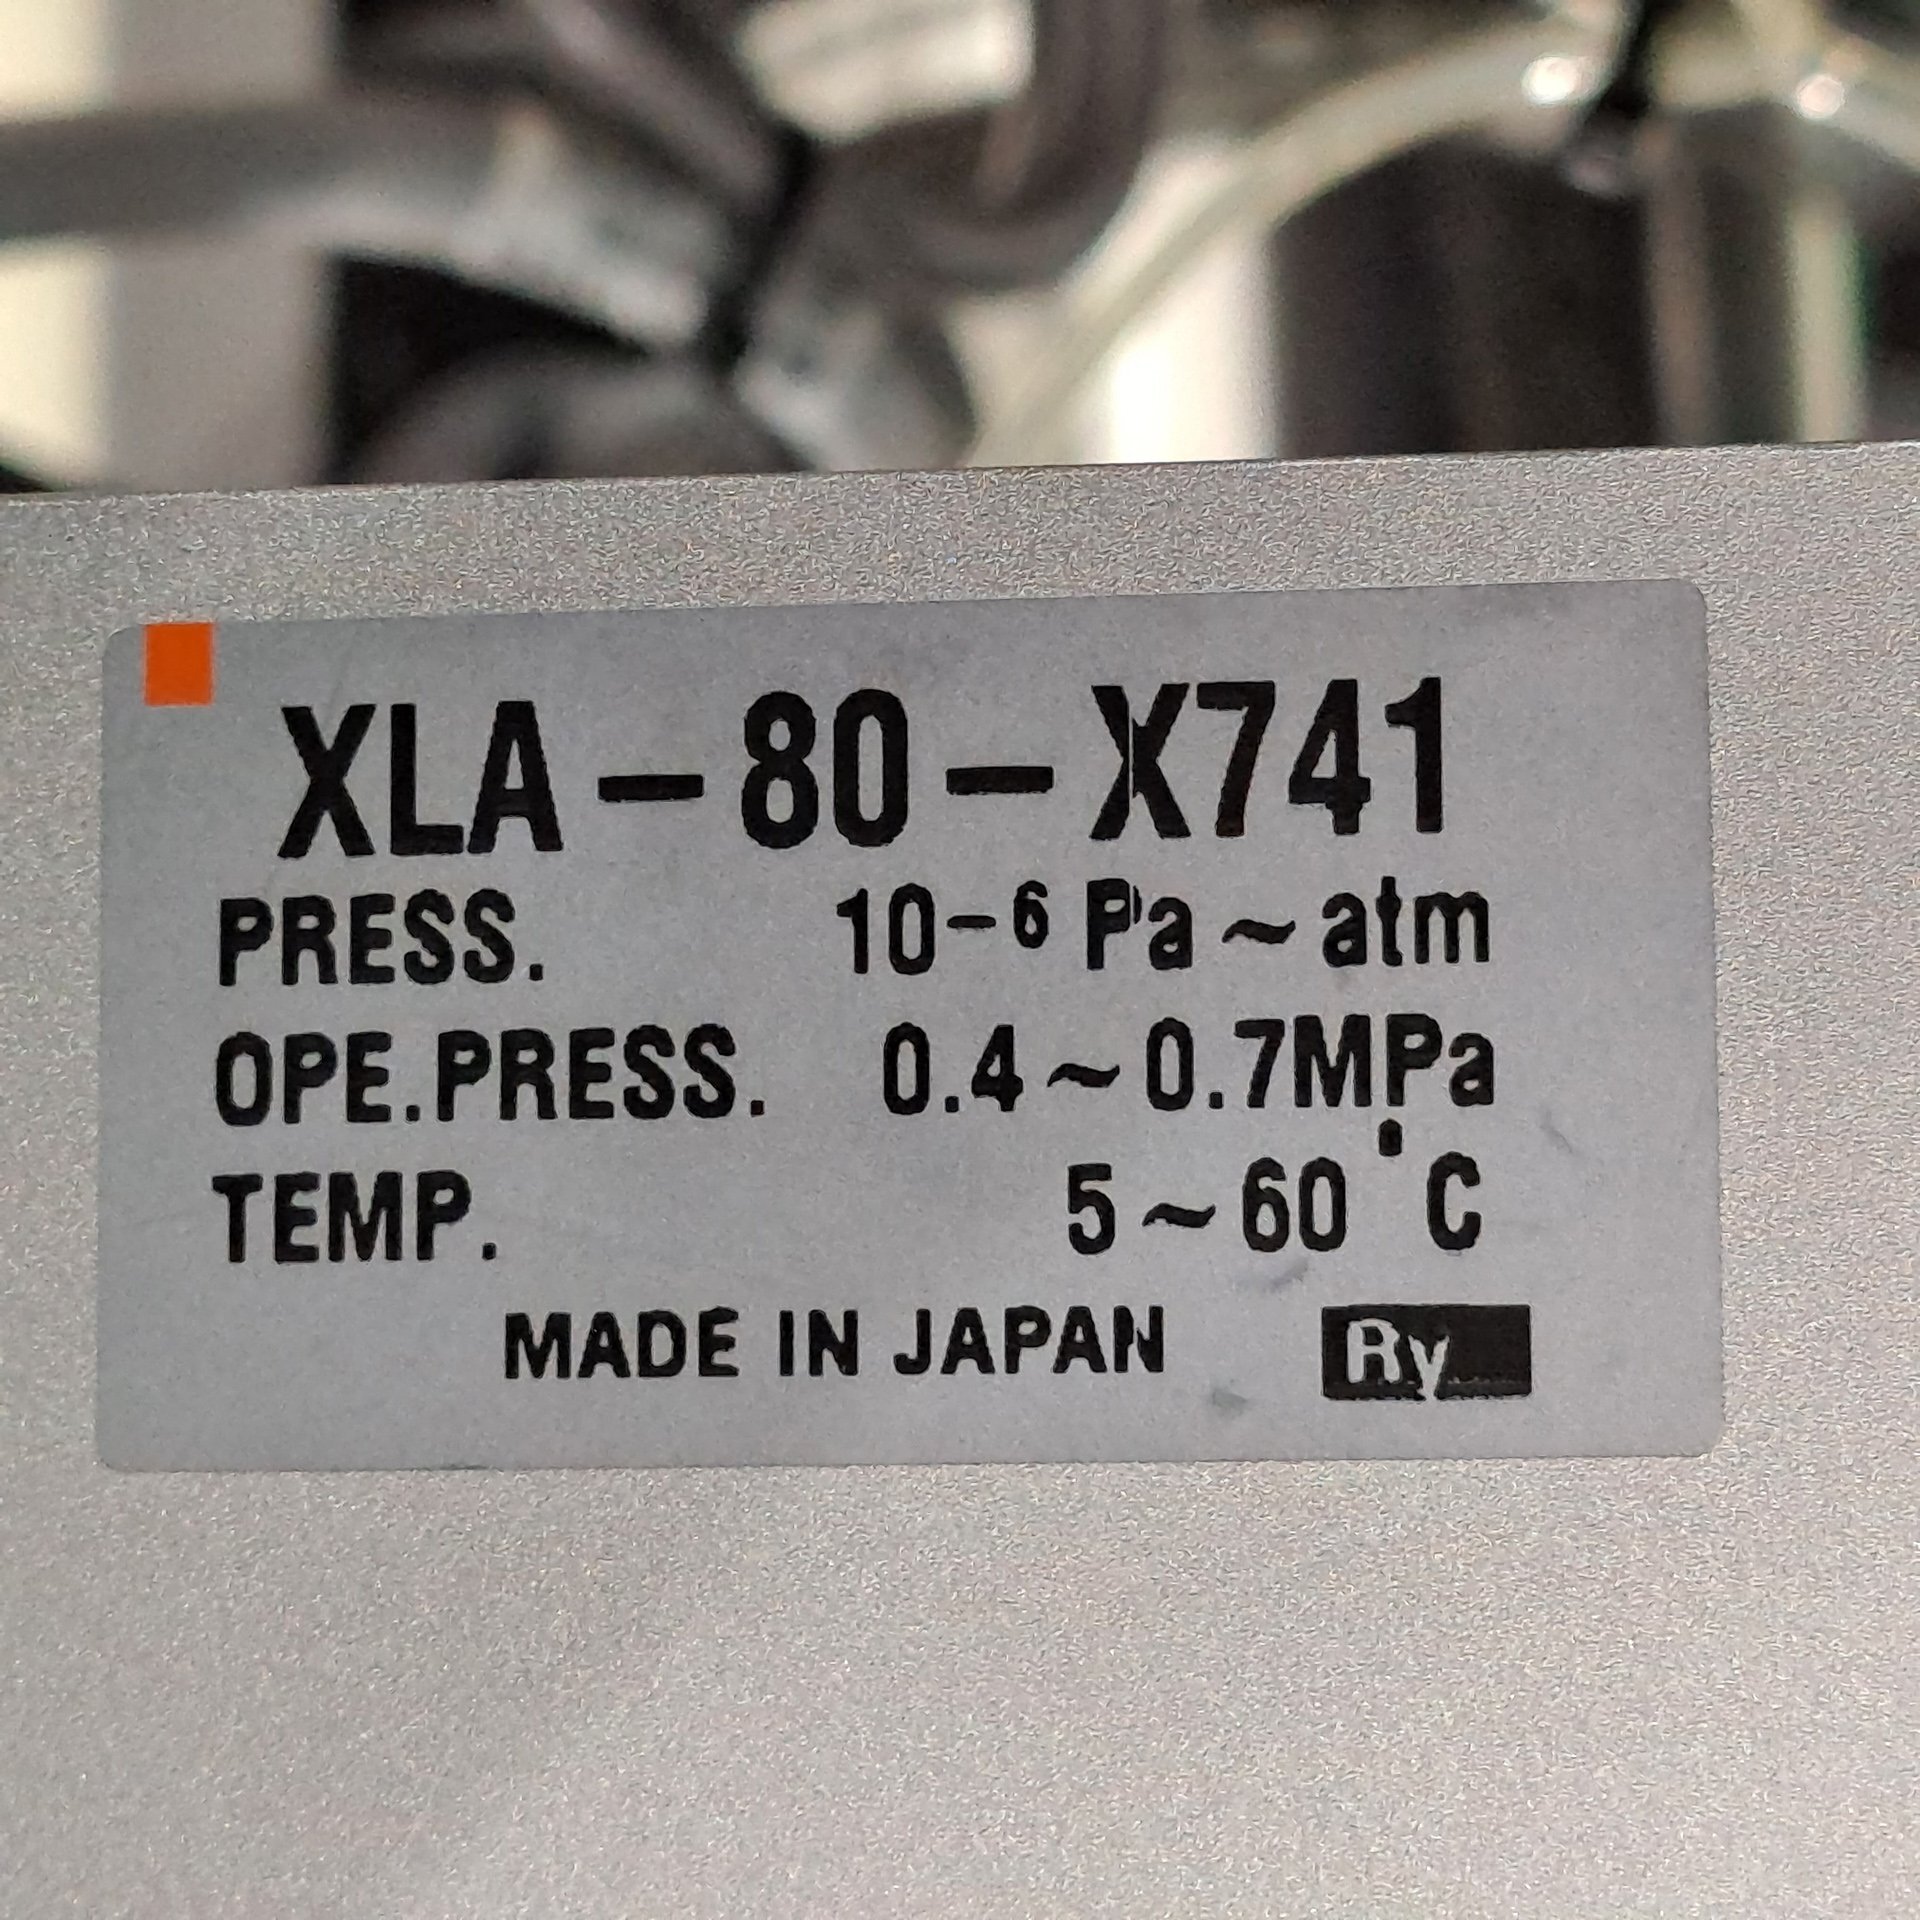 XLA-80-X741
PRESS. 10⁻⁶ Pa~atm
OPE.PRESS. 0.4~0.7MPa
TEMP. 5~60°C
MADE IN JAPAN Ry